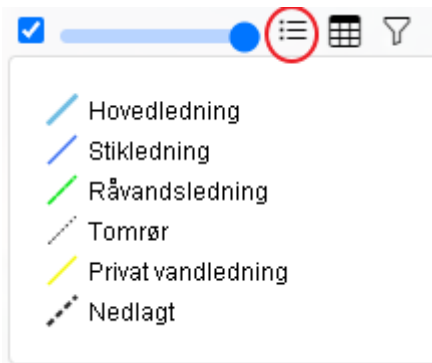 Hovedledning
Stikledning
Råvandsledning
Tomrør
Privat vandledning
Nedlagt